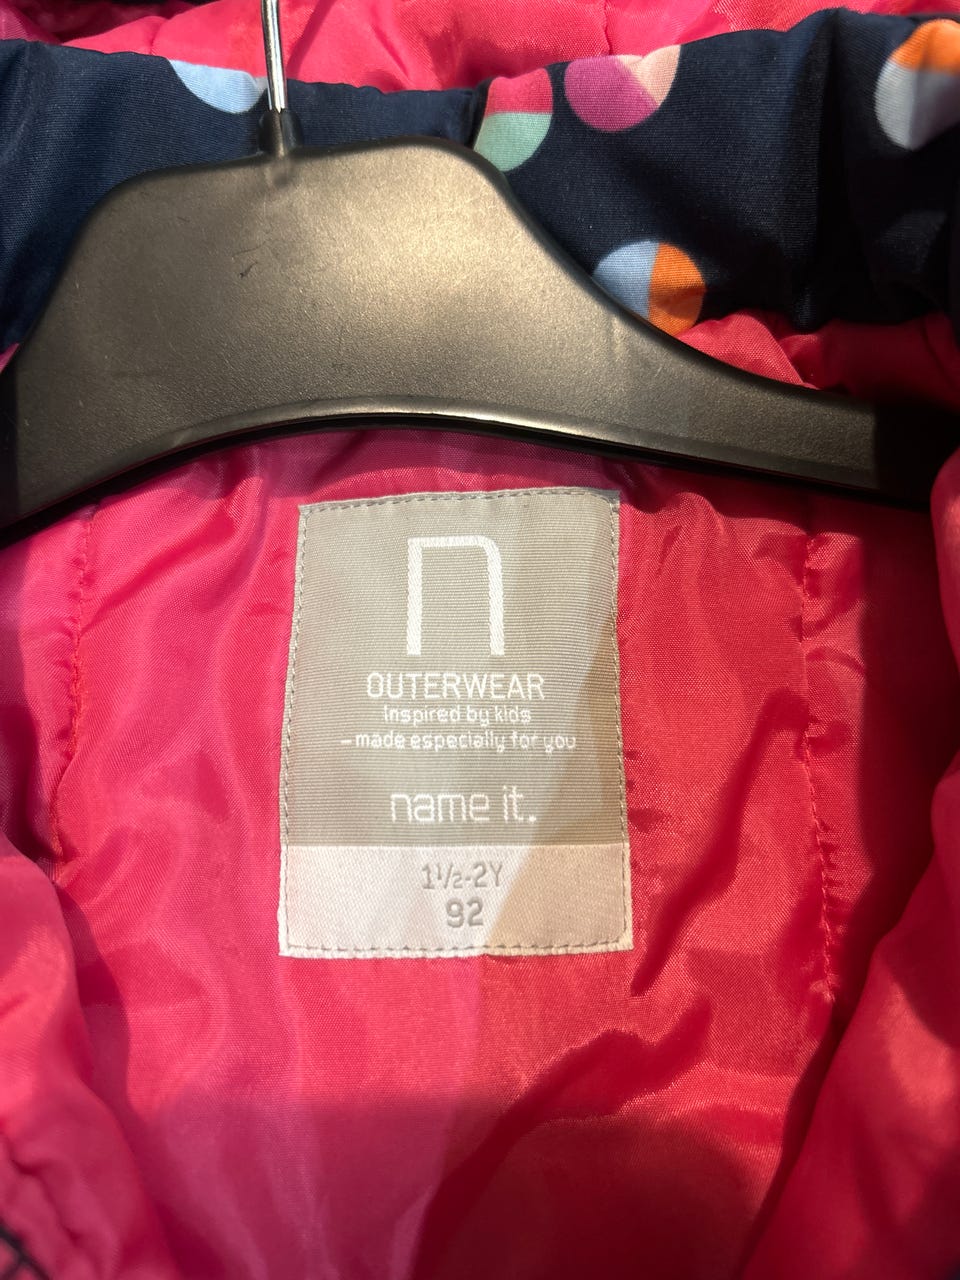 n
OUTERWEAR
Inspired by kids
– made especially for you
name it.
1½-2Y
92